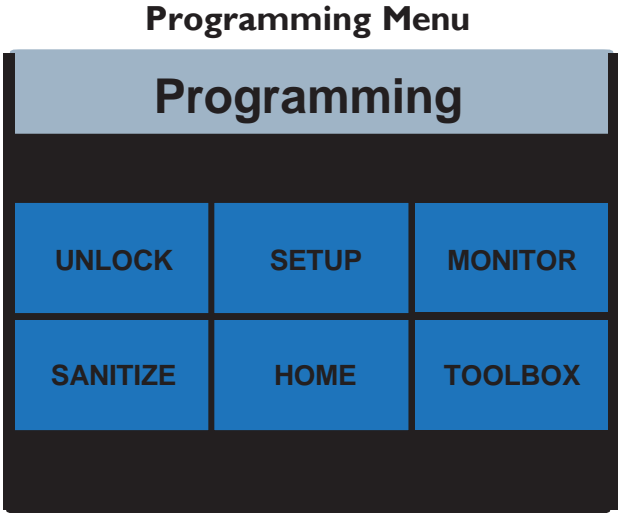 Programming Menu
Programming
UNLOCK SETUP MONITOR
SANITIZE HOME TOOLBOX